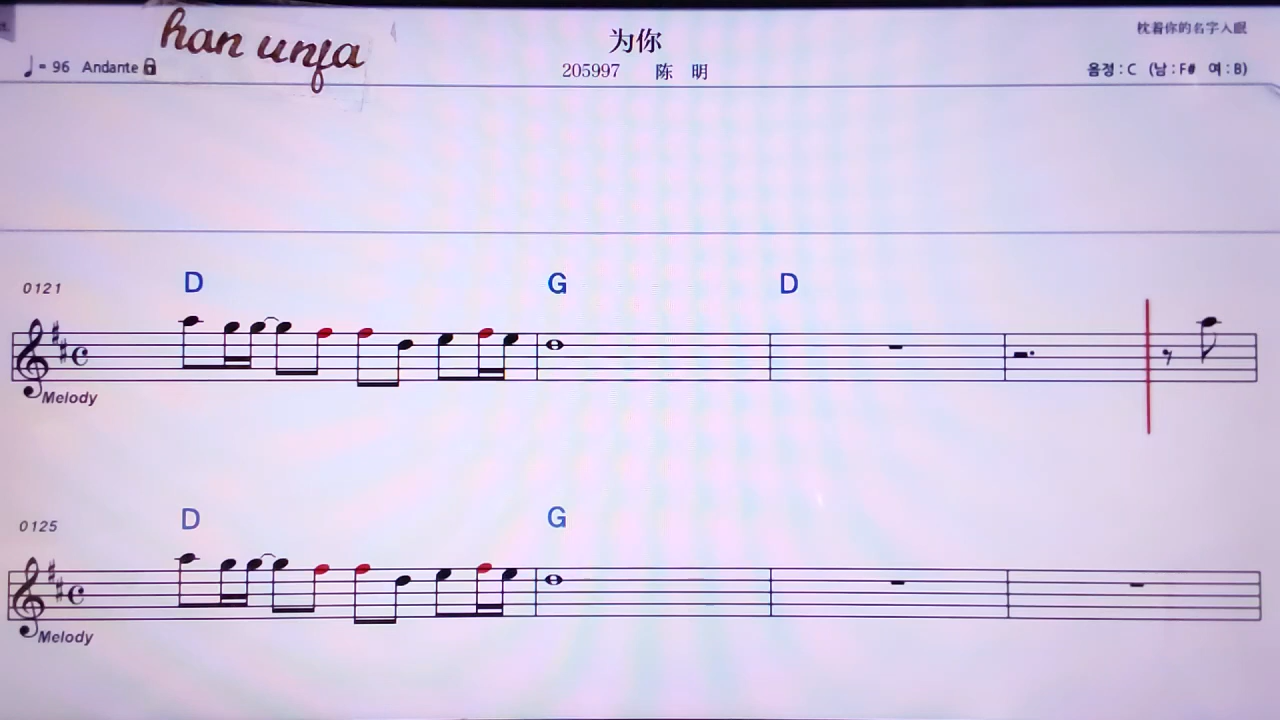 han unfa
为你
枕着你的名字入眠
♩= 96 Andante
205997 陈 明
음정 : C (남 : F# 여 : B)
0121
D G D
Melody
0125
D G
Melody